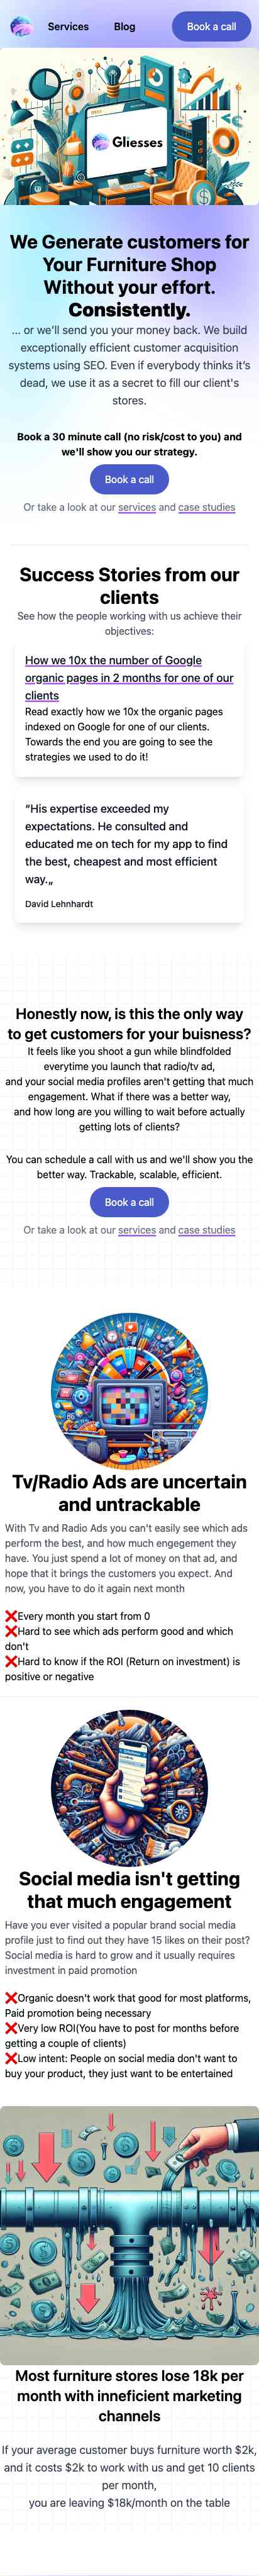 Services
Blog
Book a call
Gliesses
We Generate customers for
Your Furniture Shop
Without your effort.
Consistently.
... or we'll send you your money back. We build
exceptionally efficient customer acquisition
systems using SEO. Even if everybody thinks it's
dead, we use it as a secret to fill our client's
stores.
Book a 30 minute call (no risk/cost to you) and
we'll show you our strategy.
Book a call
Or take a look at our services and case studies
Success Stories from our
clients
See how the people working with us achieve their
objectives:
How we 10x the number of Google
organic pages in 2 months for one of our
clients
Read exactly how we 10x the organic pages
indexed on Google for one of our clients.
Towards the end you are going to see the
strategies we used to do it!
"His expertise exceeded my
expectations. He consulted and
educated me on tech for my app to find
the best, cheapest and most efficient
way.„
David Lehnhardt
Honestly now, is this the only way
to get customers for your buisness?
It feels like you shoot a gun while blindfolded
everytime you launch that radio/tv ad,
and your social media profiles aren't getting that much
engagement. What if there was a better way,
and how long are you willing to wait before actually
getting lots of clients?
You can schedule a call with us and we'll show you the
better way. Trackable, scalable, efficient.
Book a call
Or take a look at our services and case studies
Tv/Radio Ads are uncertain
and untrackable
With Tv and Radio Ads you can't easily see which ads
perform the best, and how much engagement they
have. You just spend a lot of money on that ad, and
hope that it brings the customers you expect. And
now, you have to do it again next month
❌Every month you start from 0
❌Hard to see which ads perform good and which
don't
❌Hard to know if the ROI (Return on investment) is
positive or negative
Social media isn't getting
that much engagement
Have you ever visited a popular brand social media
profile just to find out they have 15 likes on their post?
Social media is hard to grow and it usually requires
investment in paid promotion
❌Organic doesn't work that good for most platforms,
Paid promotion being necessary
❌Very low ROI(You have to post for months before
getting a couple of clients)
❌Low intent: People on social media don't want to
buy your product, they just want to be entertained
Most furniture stores lose 18k per
month with inneficient marketing
channels
If your average customer buys furniture worth $2k,
and it costs $2k to work with us and get 10 clients
per month,
you are leaving $18k/month on the table